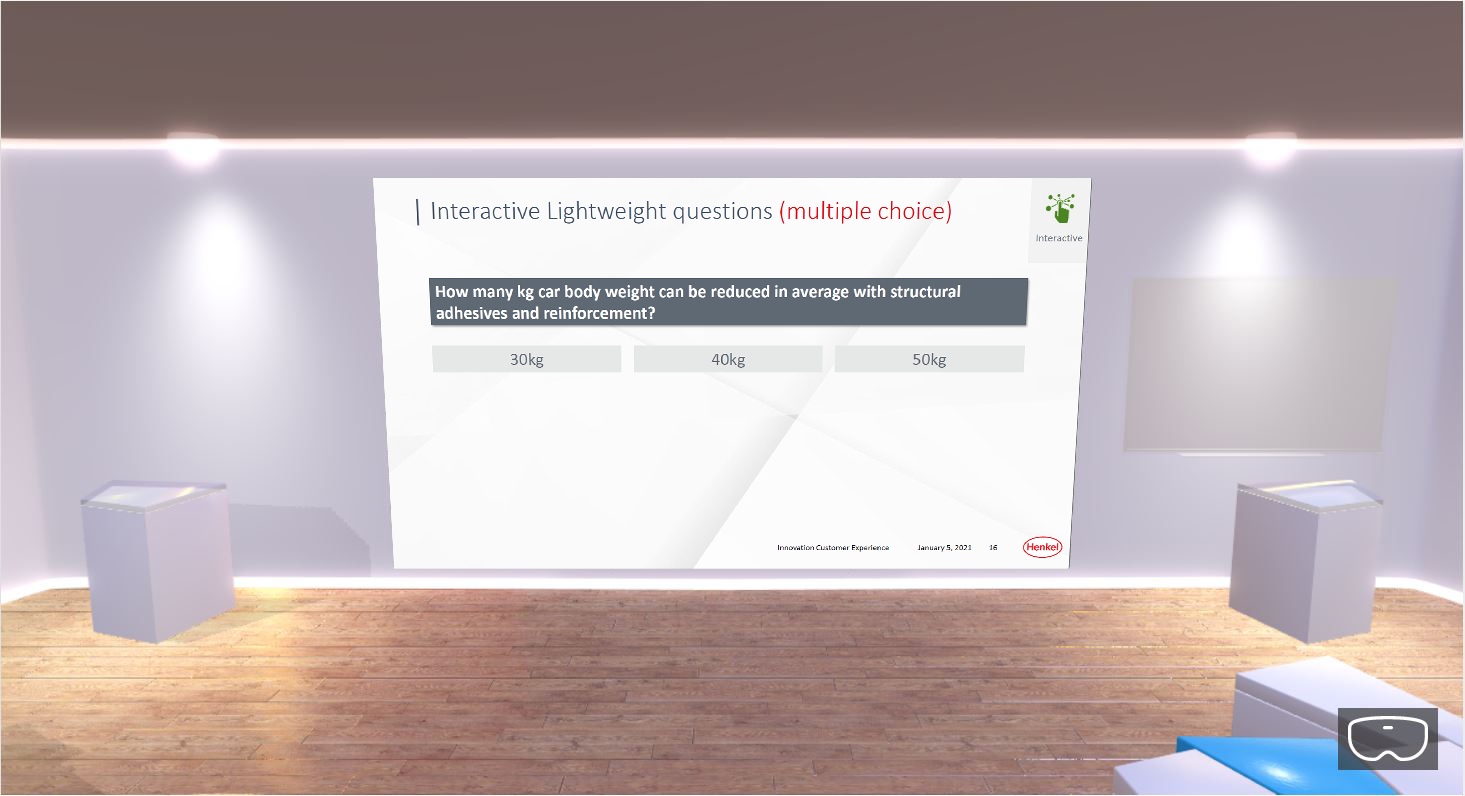 Interactive Lightweight questions (multiple choice)
Interactive
How many kg car body weight can be reduced in average with structural
adhesives and reinforcement?
30kg
40kg
50kg
Innovation Customer Experience
January 5, 2021
16
Henkel